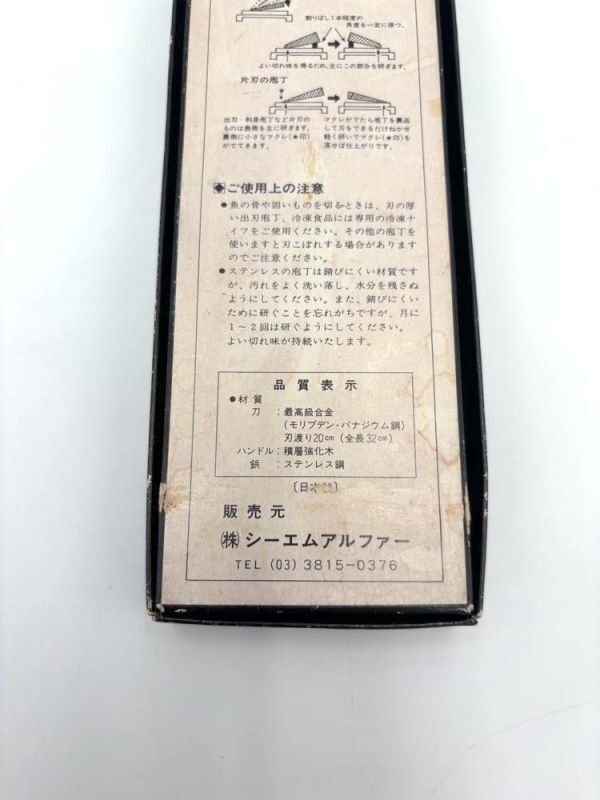 割りばし1本程度の
角度を一定に保つ。
よい切れ味を得るため、主にこの部分を研ぎます。
片刃の庖丁
出刃・刺身庖丁など片刃の
ものは表側を主に研ぎます。
裏側に小さなマクレ(★印)
がでてきます。
マクレがでたら庖丁を裏返
して刃をできるだけねかせ
軽く研いでマクレ(★印)を
落せば仕上がりです。
◆ご使用上の注意
●魚の骨や固いものを切るときは、刃の厚
い出刃庖丁、冷凍食品には専用の冷凍ナ
イフをご使用ください。その他の庖丁を
使いますと刃こぼれする場合があります
のでご注意ください。
●ステンレスの庖丁は錆びにくい材質です
が、汚れをよく洗い落し、水分を残さぬ
ようにしてください。また、錆びにくい
ために研ぐことを忘れがちですが、月に
1〜2回は研ぐようにしてください。
よい切れ味が持続いたします。
品質表示
●材質
刀:最高級合金
(モリブデン・バナジウム鋼)
刃渡り20cm(全長32cm)
ハンドル:積層強化木
鋲:ステンレス鋼
〔日本製〕
販売元
㈱シーエムアルファー
TEL (03) 3815-0376